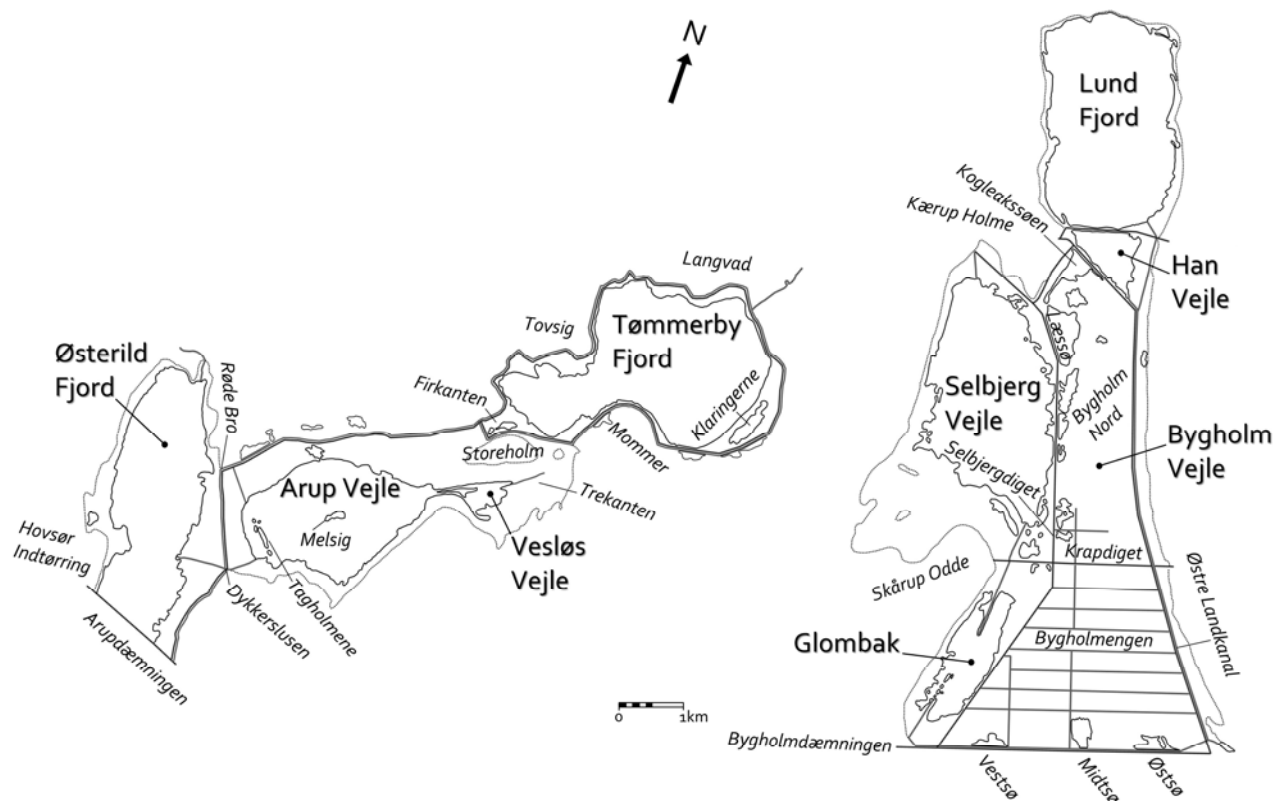 N
Lund
Fjord
Kogleakssøen
Kærup Holme
Han
Vejle
Langvad
Tovsig
Tømmerby
Fjord
Østerild
Fjord
Røde Bro
Firkanten
Klaringerne
Mommer
Storeholm
Arup Vejle
Trekanten
Melsig
Vesløs
Vejle
Hovsør
Indtørring
Tagholmene
Dykkerslusen
Arupdæmningen
Læssø
Selbjerg
Vejle
Bygholm
Nord
Bygholm
Vejle
Selbjergdiget
Krapdiget
Skårup Odde
Østre Landkanal
Bygholmengen
Glombak
0 1km
Bygholmdæmningen
Vestsø
Midtsø
Østsø